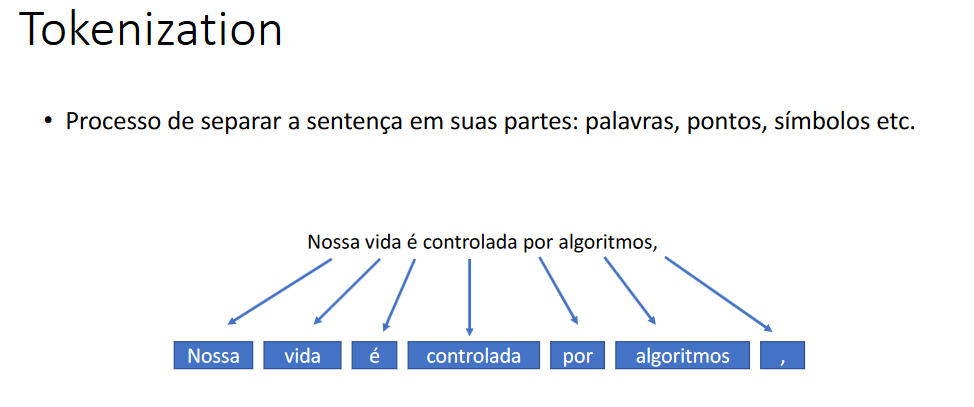 Tokenization
• Processo de separar a sentença em suas partes: palavras, pontos, símbolos etc.
Nossa vida é controlada por algoritmos,
Nossa vida é controlada por algoritmos ,